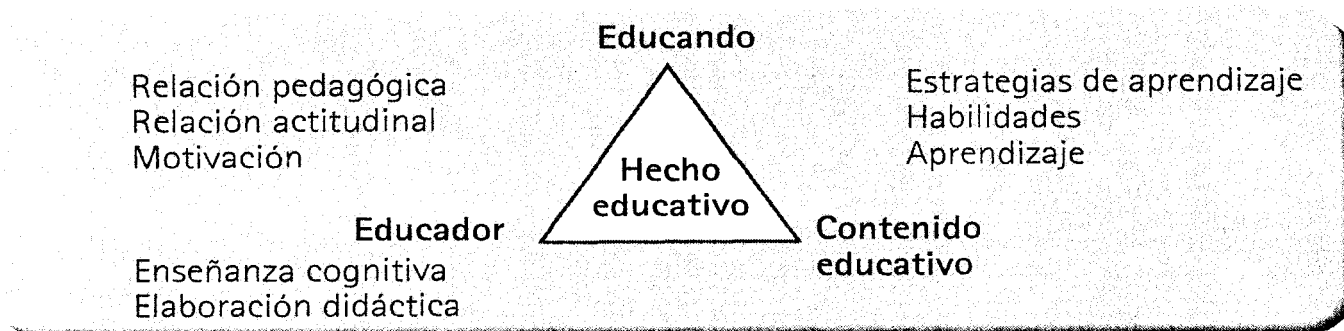 Educando
Relación pedagógica
Relación actitudinal
Motivación
Estrategias de aprendizaje
Habilidades
Aprendizaje
Hecho
educativo
Educador
Contenido
educativo
Enseñanza cognitiva
Elaboración didáctica